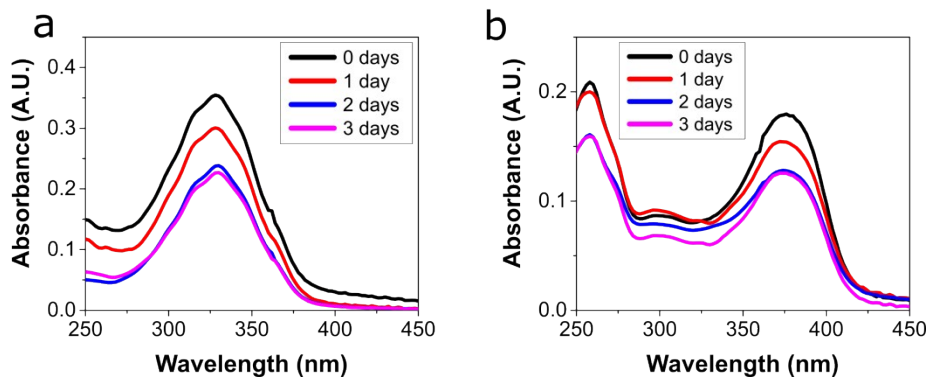 a
0.4
0.3
0.2
0.1
0.0
250
300
350
400
450
Absorbance (A.U.)
Wavelength (nm)
0 days
1 day
2 days
3 days
b
0.2
0.1
0.0
250
300
350
400
450
Absorbance (A.U.)
Wavelength (nm)
0 days
1 day
2 days
3 days